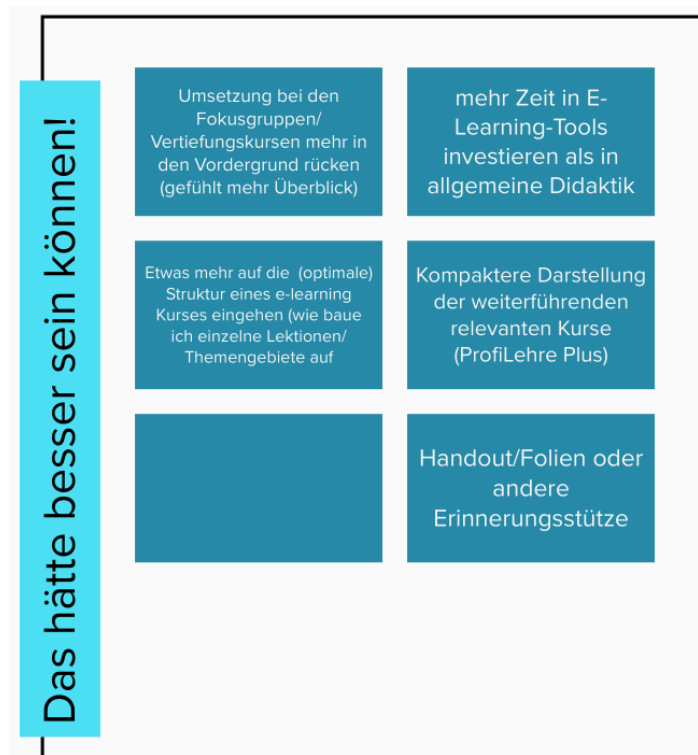 Das hätte besser sein können!
Umsetzung bei den
Fokusgruppen/
Vertiefungskursen mehr in
den Vordergrund rücken
(gefühlt mehr Überblick)
mehr Zeit in E-
Learning-Tools
investieren als in
allgemeine Didaktik
Etwas mehr auf die  (optimale)
Struktur eines e-learning
Kurses eingehen (wie baue
ich einzelne Lektionen/
Themengebiete auf
Kompaktere Darstellung
der weiterführenden
relevanten Kurse
(ProfiLehre Plus)
Handout/Folien oder
andere
Erinnerungsstütze